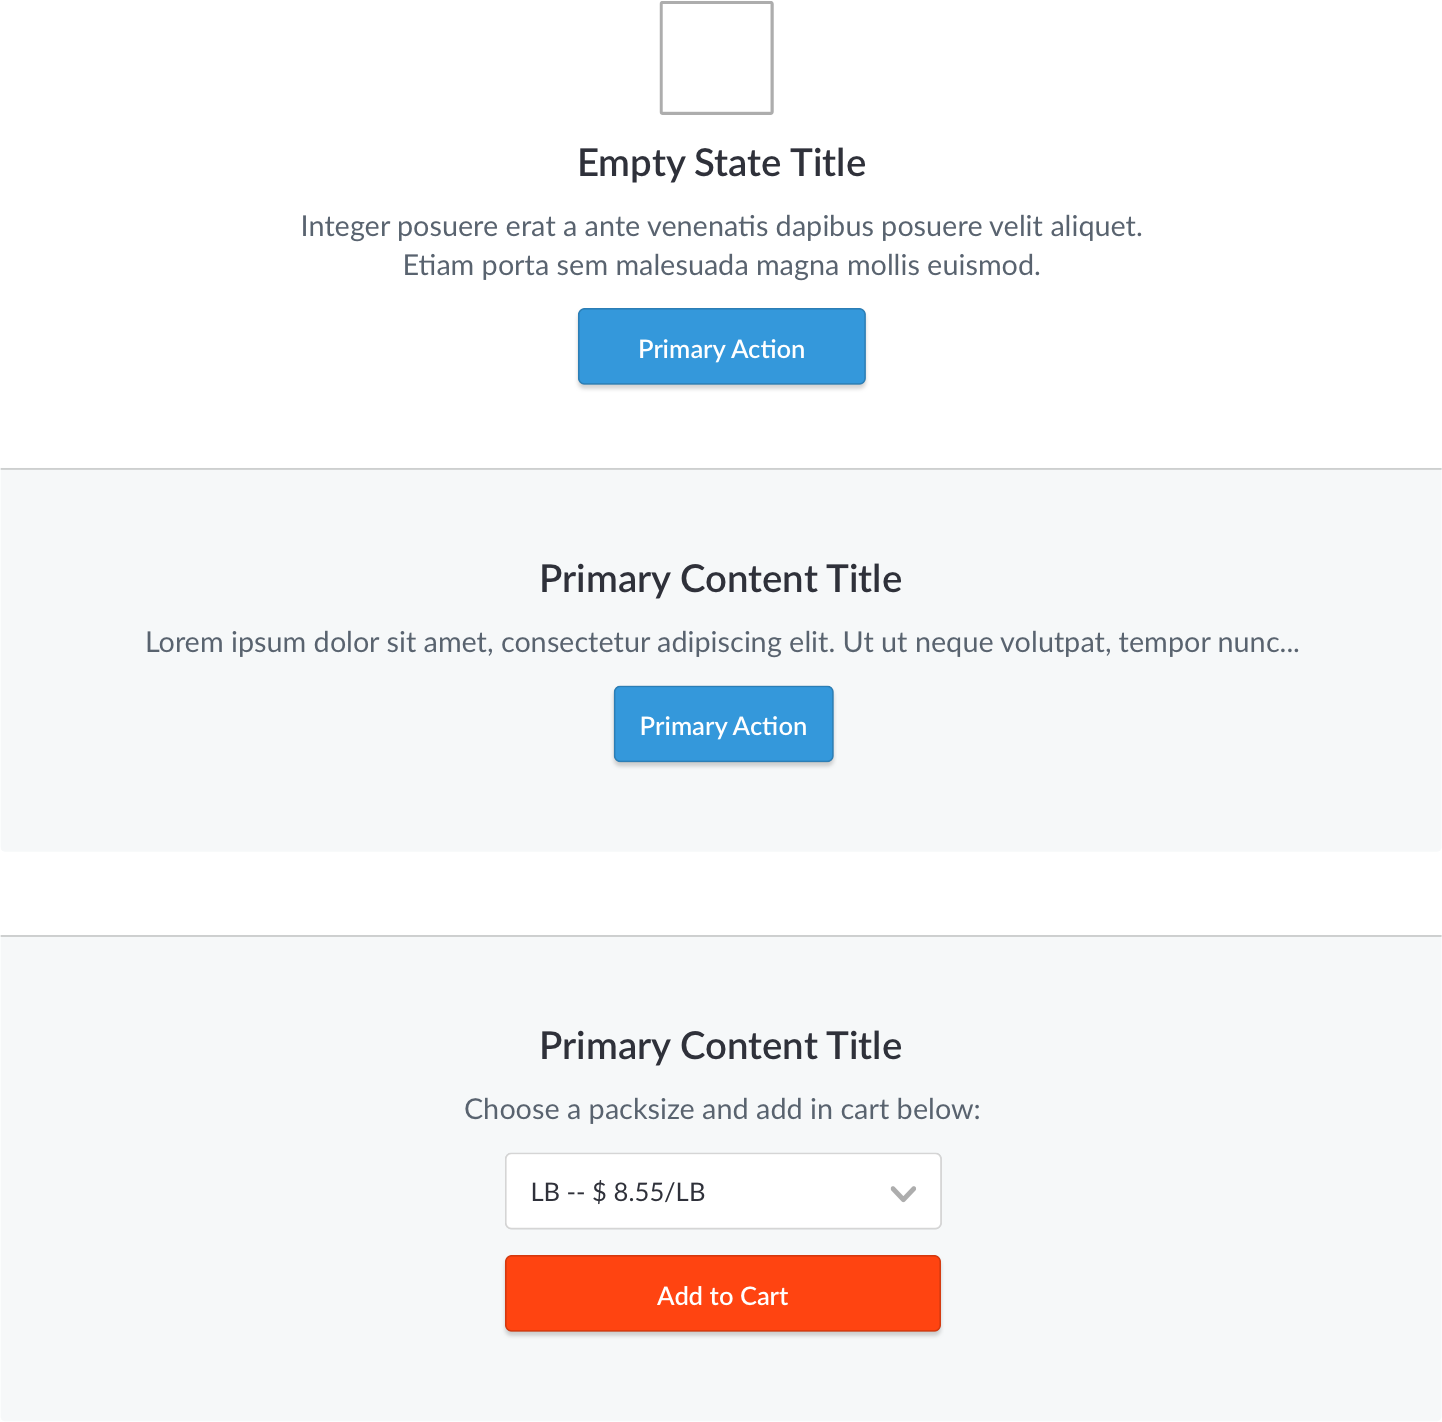 Empty State Title
Integer posuere erat a ante venenatis dapibus posuere velit aliquet.
Etiam porta sem malesuada magna mollis euismod.
Primary Action
Primary Content Title
Lorem ipsum dolor sit amet, consectetur adipiscing elit. Ut ut neque volutpat, tempor nunc...
Primary Action
Primary Content Title
Choose a packsize and add in cart below:
LB -- $ 8.55/LB
Add to Cart